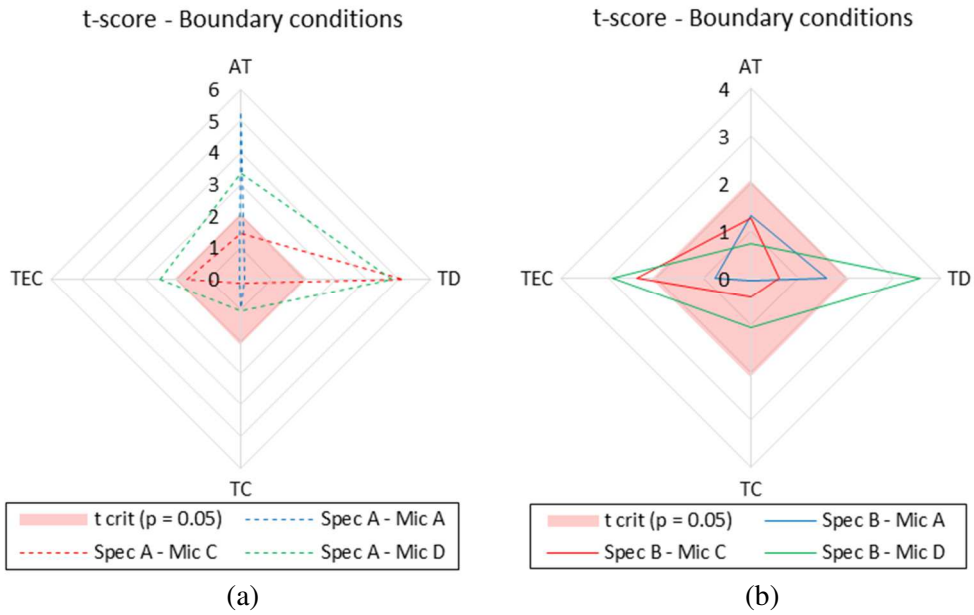 t-score - Boundary conditions
AT
6
5
4
3
2
1
0
TEC
TD
TC
t crit (p = 0.05)
Spec A - Mic A
Spec A - Mic C
Spec A - Mic D
(a)
t-score - Boundary conditions
AT
4
3
2
1
0
TEC
TD
TC
t crit (p = 0.05)
Spec B - Mic A
Spec B - Mic C
Spec B - Mic D
(b)